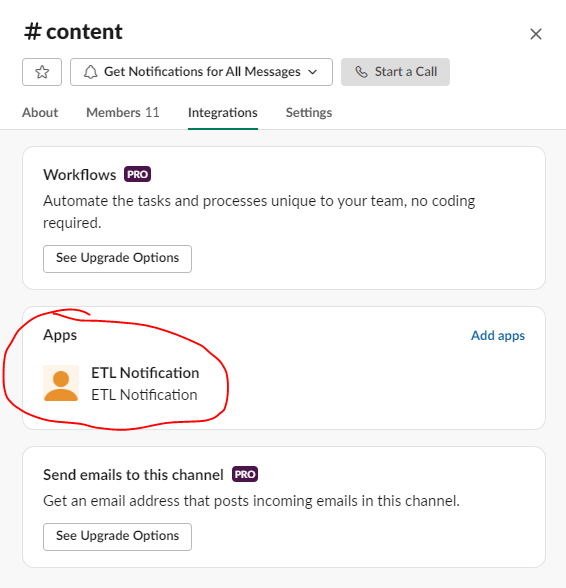 # content
Get Notifications for All Messages
Start a Call
About
Members 11
Integrations
Settings
Workflows PRO
Automate the tasks and processes unique to your team, no coding
required.
See Upgrade Options
Apps
Add apps
ETL Notification
ETL Notification
Send emails to this channel PRO
Get an email address that posts incoming emails in this channel.
See Upgrade Options